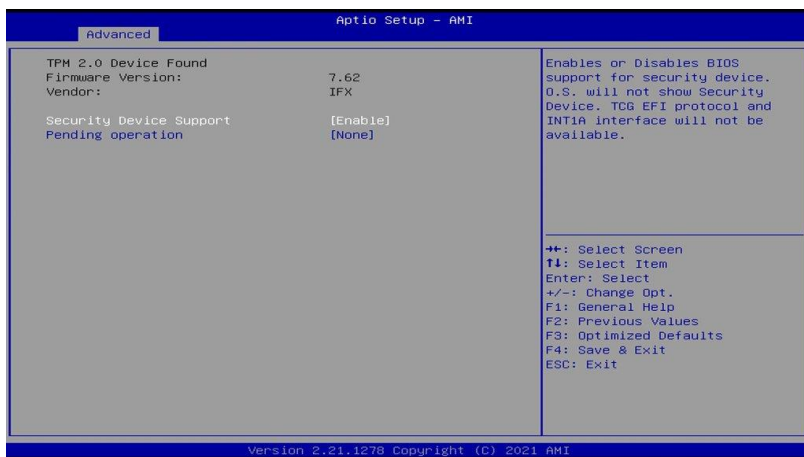 Aptio Setup - AMI
Advanced
TPM 2.0 Device Found
Firmware Version: 7.62
Vendor: IFX
Security Device Support [Enable]
Pending operation [None]
Enables or Disables BIOS
support for security device.
O.S. will not show Security
Device. TCG EFI protocol and
INT1A interface will not be
available.
→←: Select Screen
↑↓: Select Item
Enter: Select
+/-: Change Opt.
F1: General Help
F2: Previous Values
F3: Optimized Defaults
F4: Save & Exit
ESC: Exit
Version 2.21.1278 Copyright (C) 2021 AMI